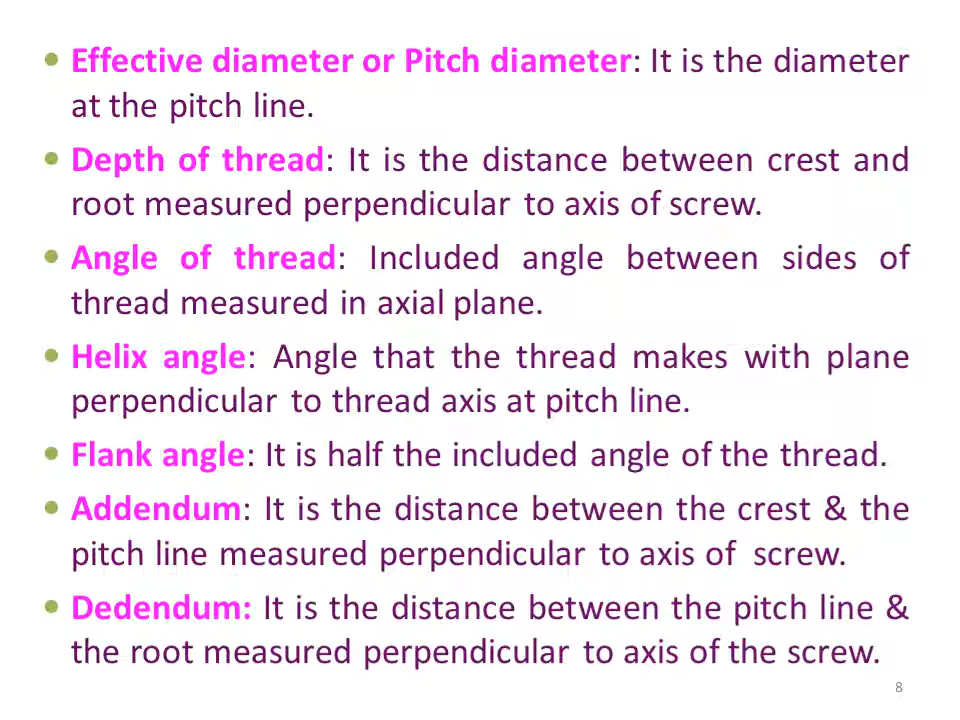 • Effective diameter or Pitch diameter: It is the diameter
at the pitch line.
• Depth of thread: It is the distance between crest and
root measured perpendicular to axis of screw.
• Angle of thread: Included angle between sides of
thread measured in axial plane.
• Helix angle: Angle that the thread makes with plane
perpendicular to thread axis at pitch line.
• Flank angle: It is half the included angle of the thread.
• Addendum: It is the distance between the crest & the
pitch line measured perpendicular to axis of screw.
• Dedendum: It is the distance between the pitch line &
the root measured perpendicular to axis of the screw.
8